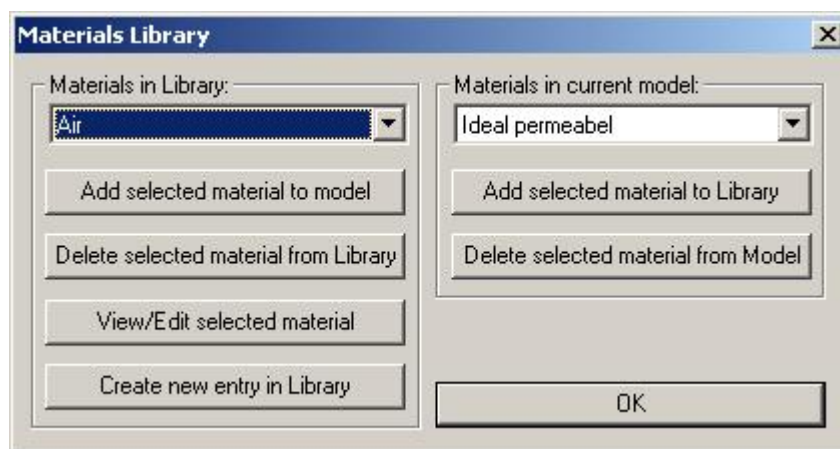 Materials Library
Materials in Library:
Air
Add selected material to model
Delete selected material from Library
View/Edit selected material
Create new entry in Library
Materials in current model:
Ideal permeabel
Add selected material to Library
Delete selected material from Model
OK